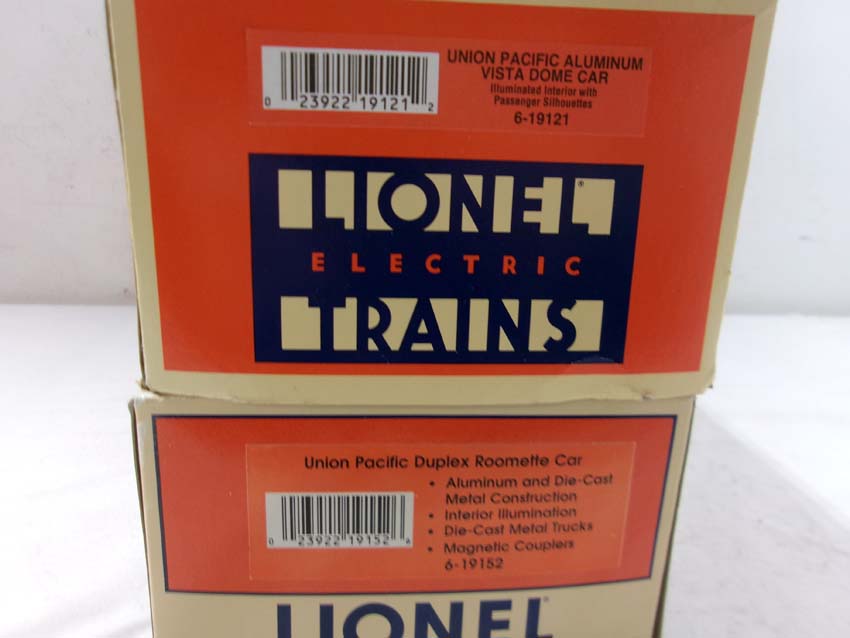 UNION PACIFIC ALUMINUM
VISTA DOME CAR
Illuminated Interior with
Passenger Silhouettes
6-19121
0 23922 19121 2
LIONEL®
ELECTRIC
TRAINS
Union Pacific Duplex Roomette Car
• Aluminum and Die-Cast
Metal Construction
• Interior Illumination
• Die-Cast Metal Trucks
• Magnetic Couplers
6-19152
0 23922 19152 6
LIONEL®